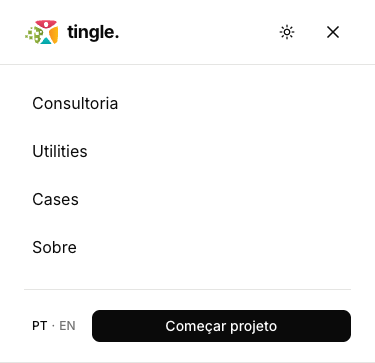 tingle.
Consultoria
Utilities
Cases
Sobre
PT · EN Começar projeto